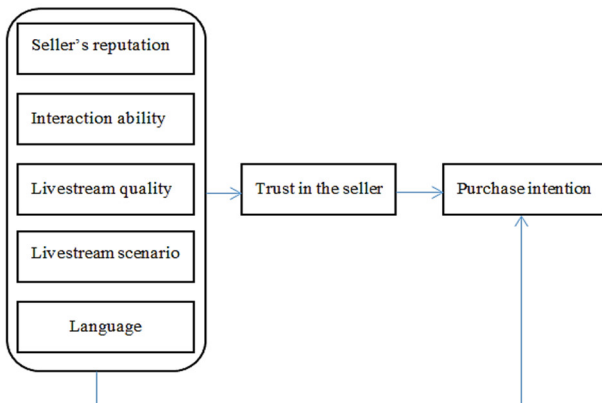 Seller's reputation
Interaction ability
Livestream quality
Livestream scenario
Language
Trust in the seller
Purchase intention